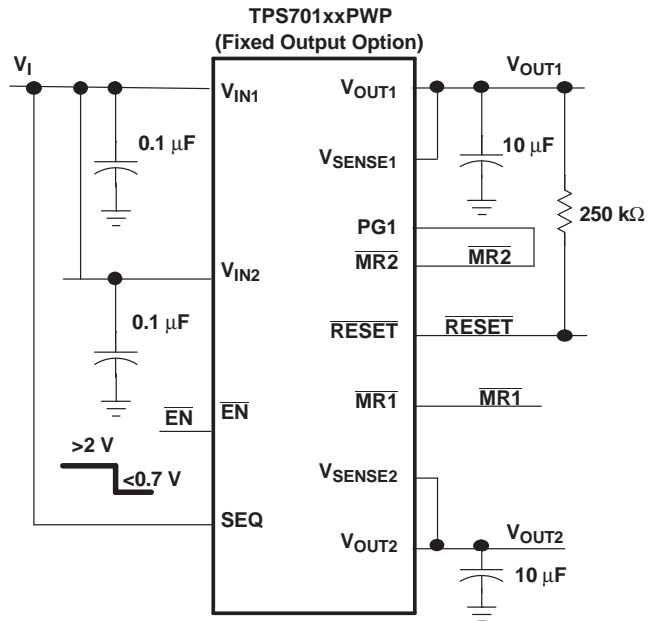 TPS701xxPWP
(Fixed Output Option)
VI
VIN1
VOUT1
VOUT1
0.1 μF
10 μF
VSENSE1
250 kΩ
PG1
MR2
MR2
VIN2
0.1 μF
RESET
RESET
EN
EN
MR1
MR1
>2 V
<0.7 V
VSENSE2
SEQ
VOUT2
VOUT2
10 μF